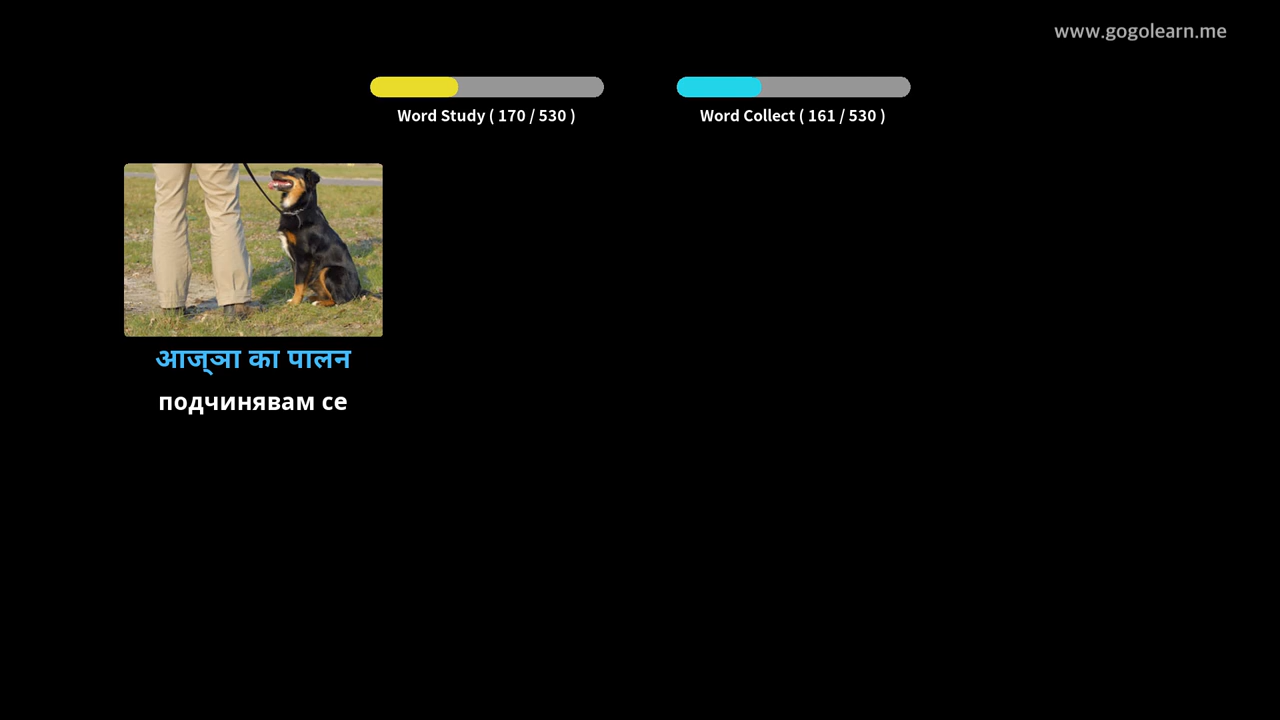 www.gogolearn.me
Word Study ( 170 / 530 )
Word Collect ( 161 / 530 )
आज्ञा का पालन
подчинявам се